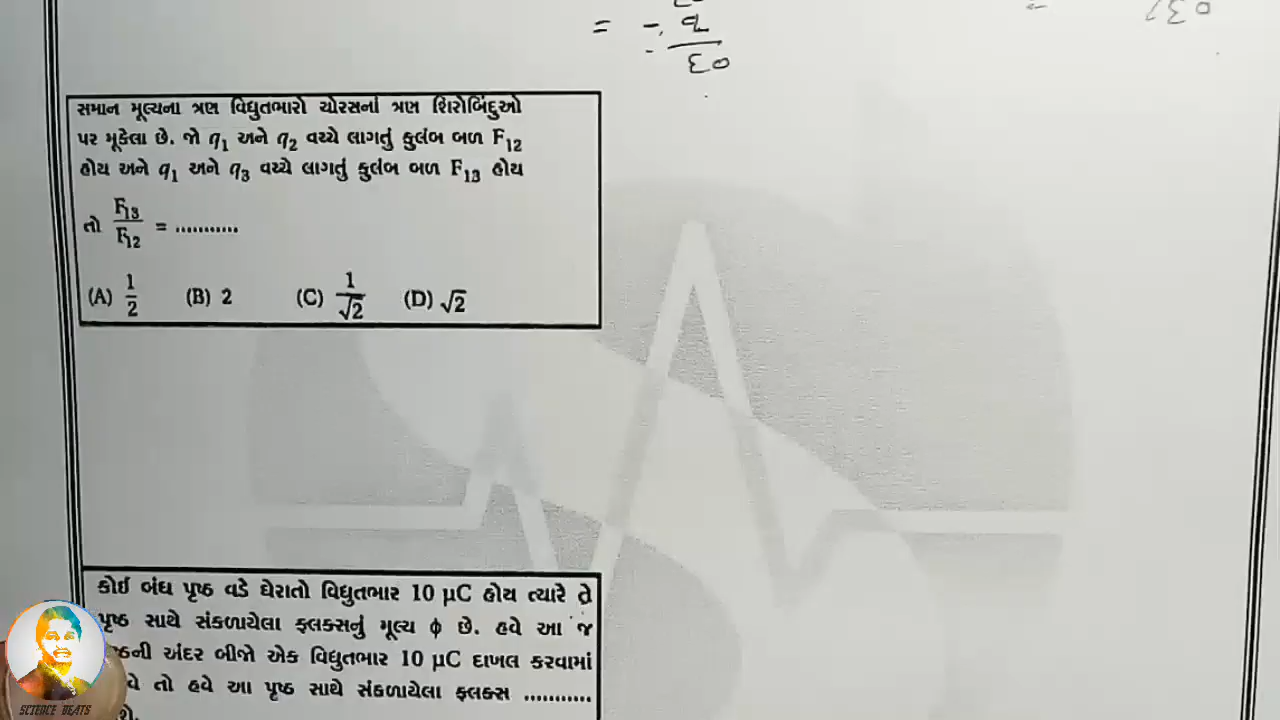 = - q
ε0
સમાન મૂલ્યના ત્રણ વિદ્યુતભારો ચોરસનાં ત્રણ શિરોબિંદુઓ
પર મૂકેલા છે. જો q₁ અને q₂ વચ્ચે લાગતું કુલંબ બળ F₁₂
હોય અને q₁ અને q₃ વચ્ચે લાગતું કુલંબ બળ F₁₃ હોય
તો F₁₃/F₁₂ = ...........
(A) 1/2 (B) 2 (C) 1/√2 (D) √2
કોઈ બંધ પૃષ્ઠ વડે ઘેરાતો વિદ્યુતભાર 10 μC હોય ત્યારે તે
પૃષ્ઠ સાથે સંકળાયેલા ફ્લક્સનું મૂલ્ય ϕ છે. હવે આ જ
અંદર બીજો એક વિદ્યુતભાર 10 μC દાખલ કરવામાં
તો હવે આ પૃષ્ઠ સાથે સંકળાયેલા ફ્લક્સ ...........
SCIENCE BEATS